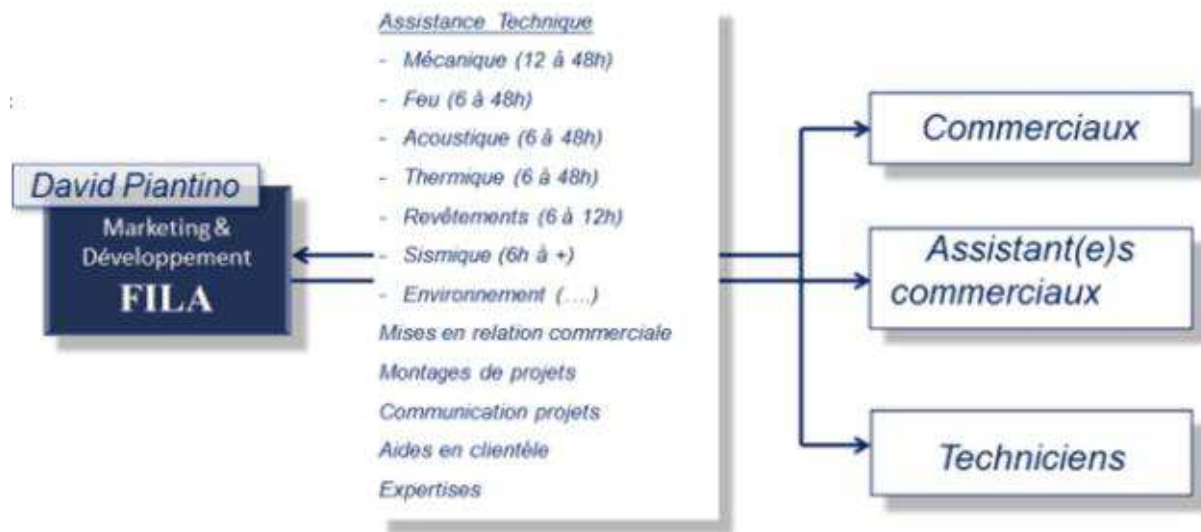 David Piantino
Marketing &
Développement
FILA
Assistance Technique
- Mécanique (12 à 48h)
- Feu (6 à 48h)
- Acoustique (6 à 48h)
- Thermique (6 à 48h)
- Revêtements (6 à 12h)
- Sismique (6h à +)
- Environnement (....)
Mises en relation commerciale
Montages de projets
Communication projets
Aides en clientèle
Expertises
Commerciaux
Assistant(e)s
commerciaux
Techniciens